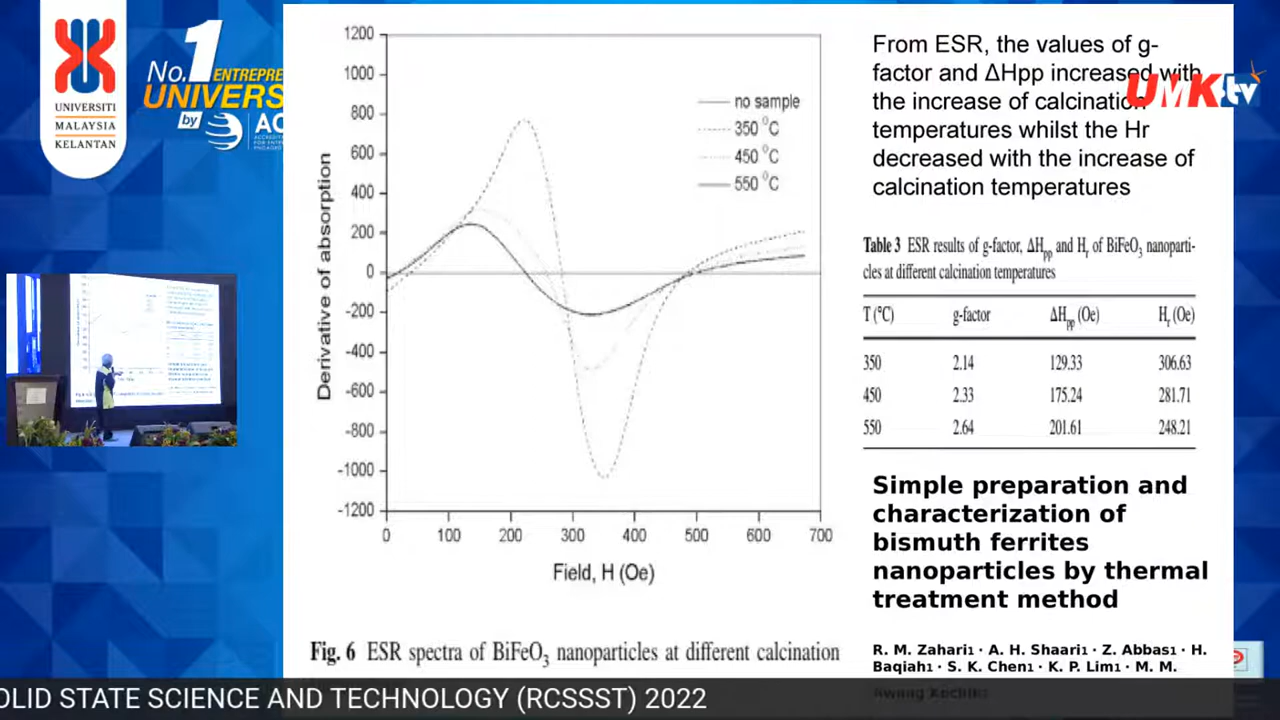 UNIVERSITI
MALAYSIA
KELANTAN
No.1 ENTREPRE
UNIVERS
by AC
1200
1000
800
600
400
200
0
-200
-400
-600
-800
-1000
-1200
Derivative of absorption
no sample
350 °C
450 °C
550 °C
0 100 200 300 400 500 600 700
Field, H (Oe)
Fig. 6 ESR spectra of BiFeO₃ nanoparticles at different calcination
From ESR, the values of g-
factor and ΔHpp increased with
the increase of calcination
temperatures whilst the Hr
decreased with the increase of
calcination temperatures
UMK tv
Table 3 ESR results of g-factor, ΔHpp and Hr of BiFeO₃ nanoparti-
cles at different calcination temperatures
T (°C) g-factor ΔHpp (Oe) Hr (Oe)
350 2.14 129.33 306.63
450 2.33 175.24 281.71
550 2.64 201.61 248.21
Simple preparation and
characterization of
bismuth ferrites
nanoparticles by thermal
treatment method
R. M. Zahari1 · A. H. Shaari1 · Z. Abbas1 · H.
Baqiah1 · S. K. Chen1 · K. P. Lim1 · M. M.
OLID STATE SCIENCE AND TECHNOLOGY (RCSSST) 2022